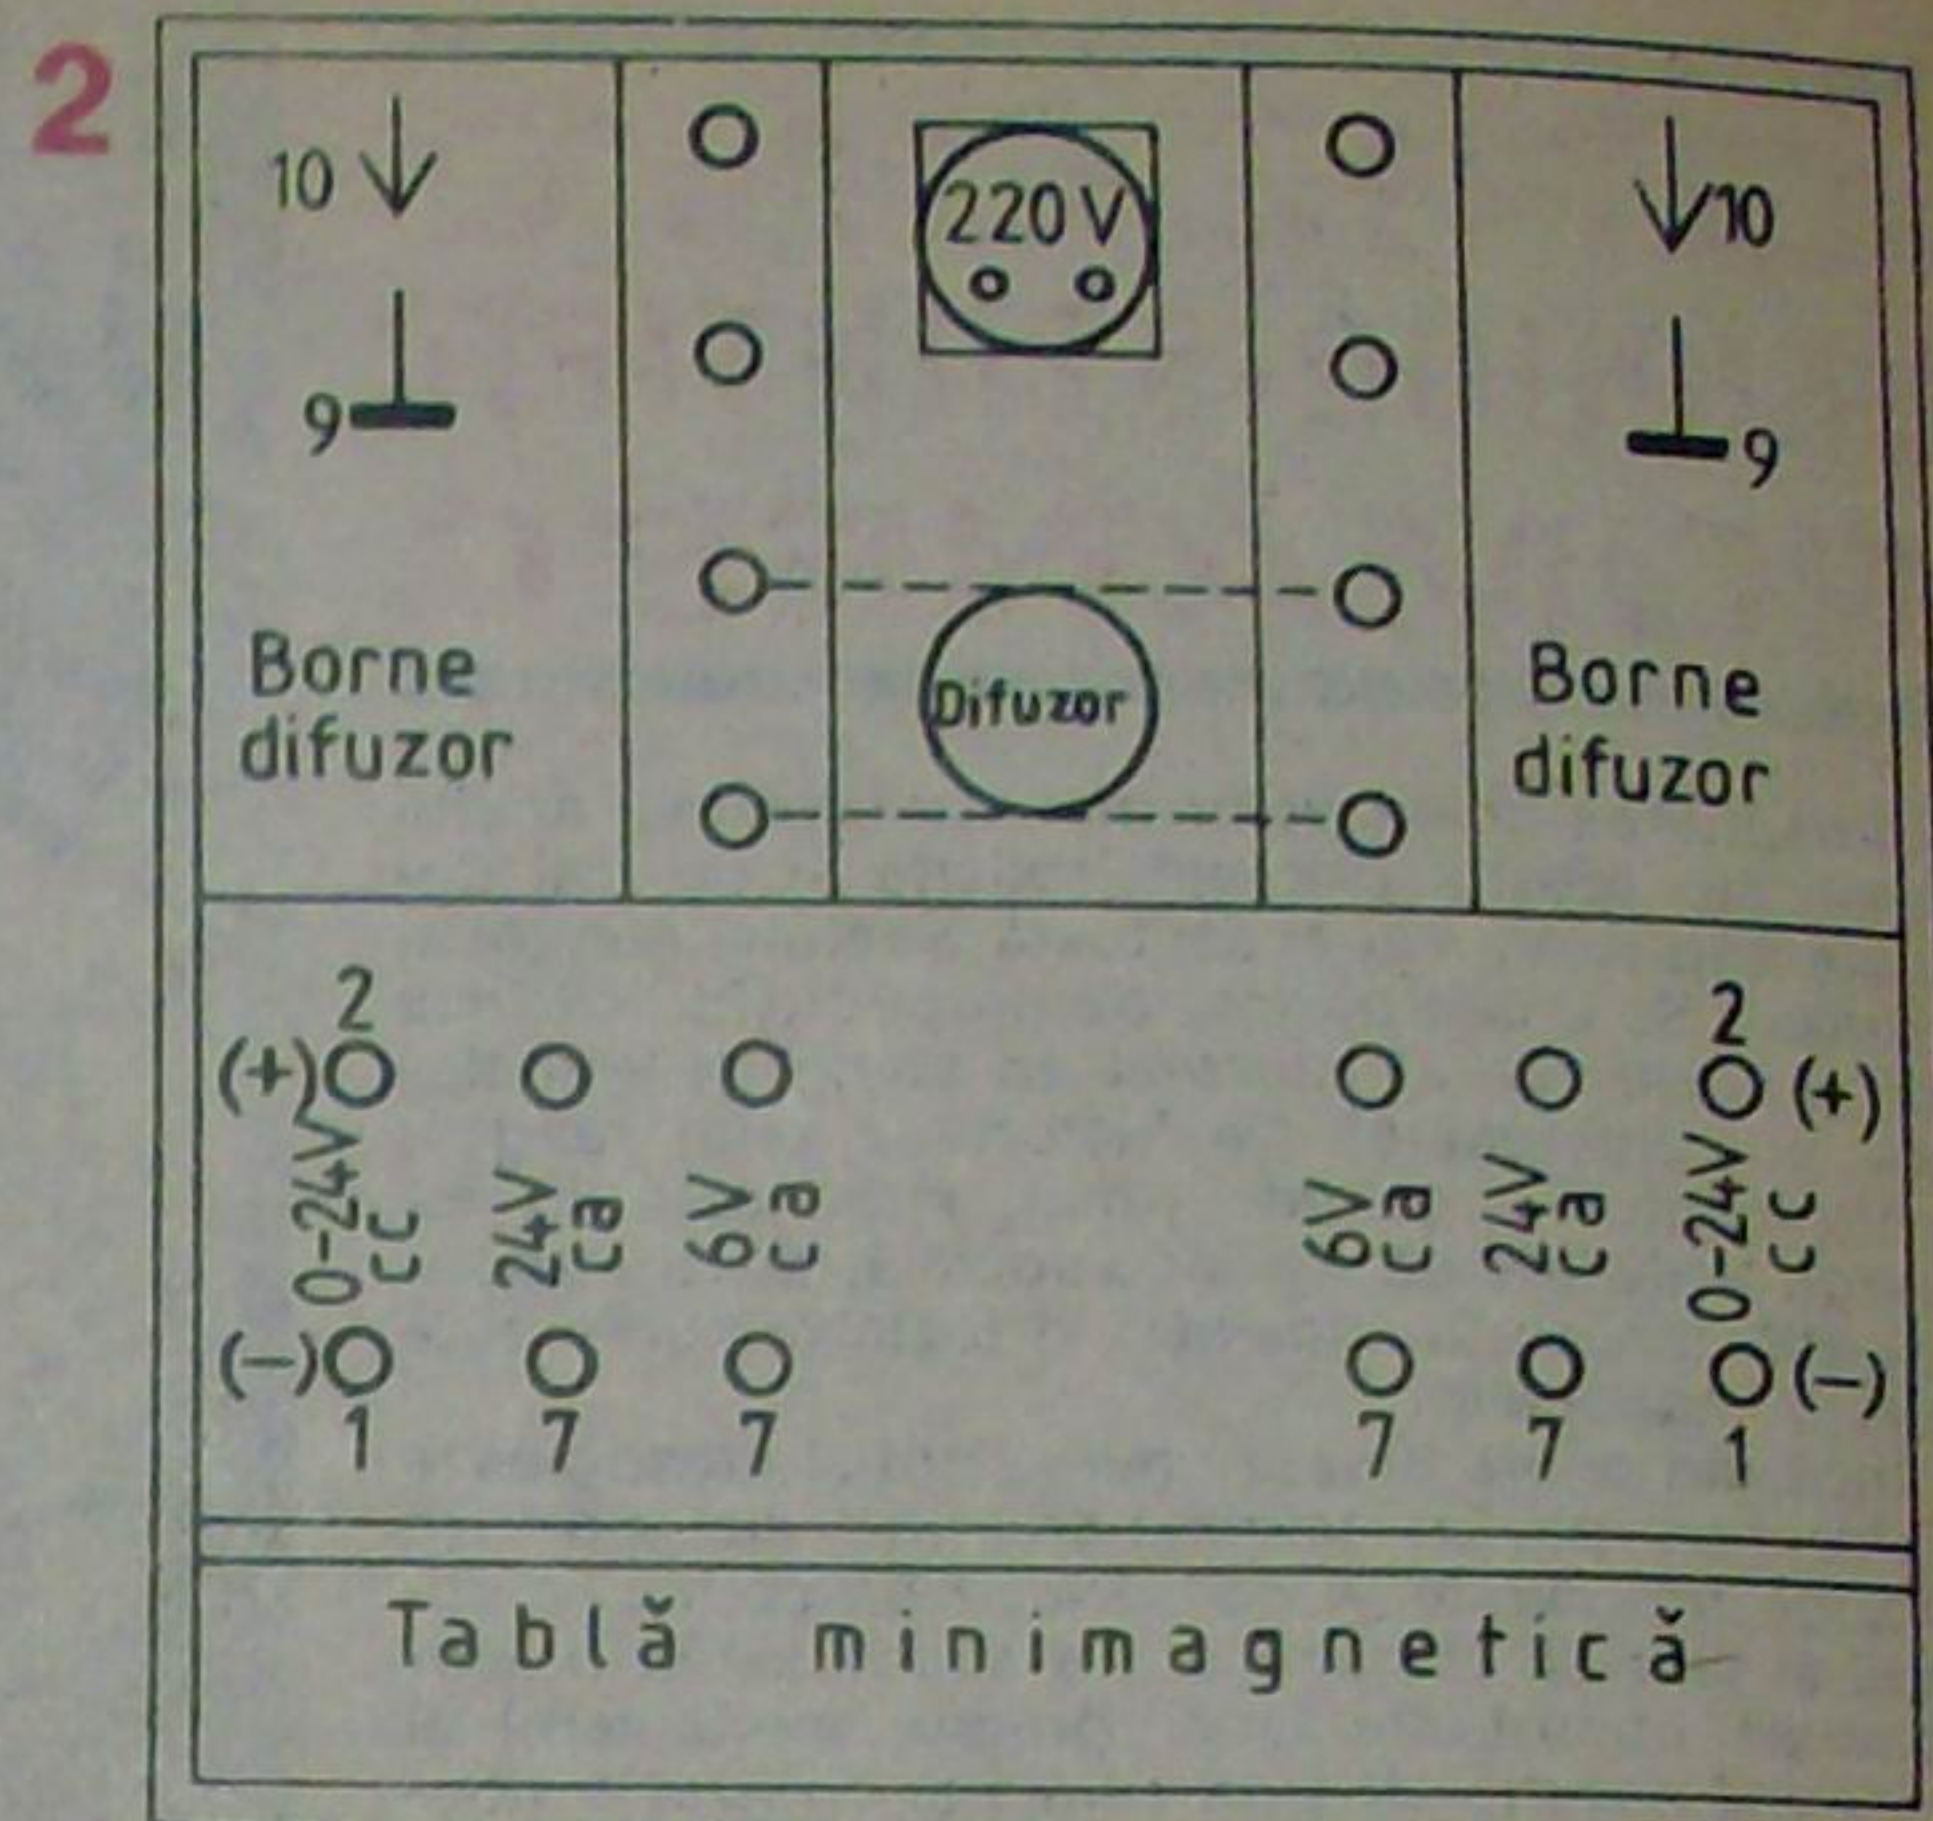 2
10
220 V
10
9
9
Borne
difuzor
Difuzor
Borne
difuzor
2
2
(+)
(+)
0-24V
cc
24V
ca
6V
ca
6V
ca
24V
ca
0-24V
cc
(−)
(−)
1
7
7
7
7
1
Tablă minimagnetică